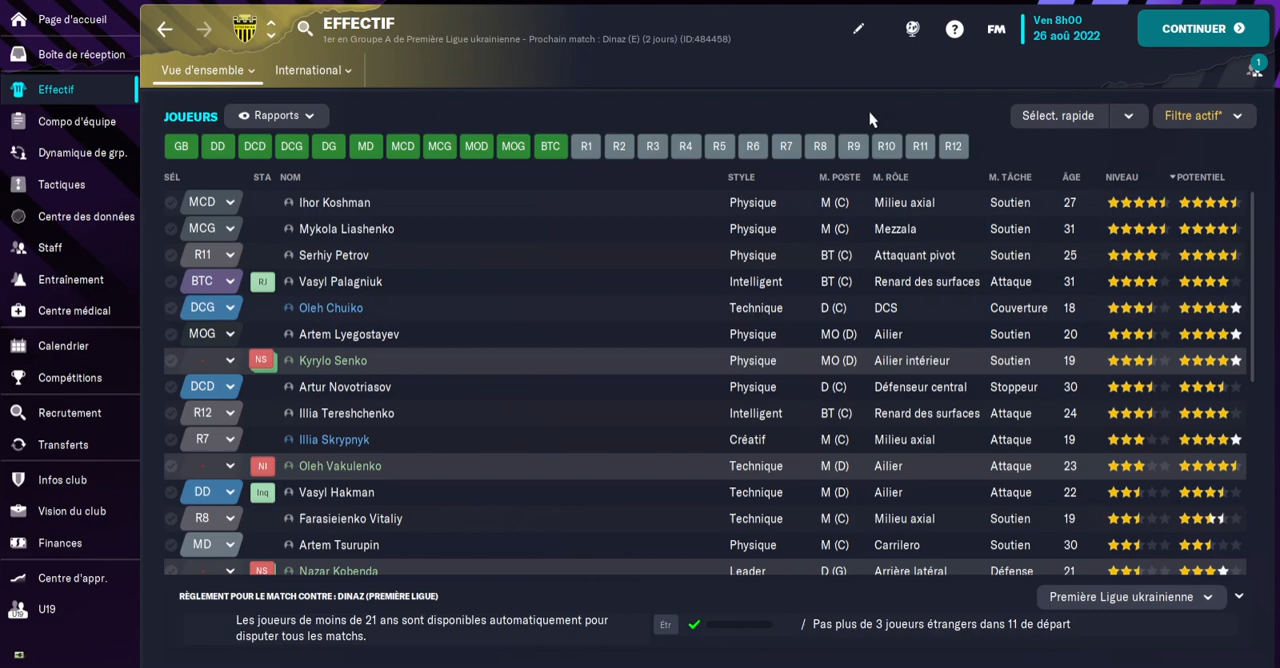 Page d'accueil
Boîte de réception
Effectif
Compo d'équipe
Dynamique de grp.
Tactiques
Centre des données
Staff
Entraînement
Centre médical
Calendrier
Compétitions
Recrutement
Transferts
Infos club
Vision du club
Finances
Centre d'appr.
U19
EFFECTIF
1er en Groupe A de Première Ligue ukrainienne - Prochain match : Dinaz (E) (2 jours) (ID:484458)
? FM Ven 8h00
26 aoû 2022
CONTINUER
Vue d'ensemble International 1
JOUEURS Rapports Sélect. rapide Filtre actif*
GB DD DCD DCG DG MD MCD MCG MOD MOG BTC R1 R2 R3 R4 R5 R6 R7 R8 R9 R10 R11 R12
SÉL STA NOM STYLE M. POSTE M. RÔLE M. TÂCHE ÂGE NIVEAU POTENTIEL
MCD Ihor Koshman Physique M (C) Milieu axial Soutien 27
MCG Mykola Liashenko Physique M (C) Mezzala Soutien 31
R11 Serhiy Petrov Physique BT (C) Attaquant pivot Soutien 25
BTC RJ Vasyl Palagniuk Intelligent BT (C) Renard des surfaces Attaque 31
DCG Oleh Chuiko Technique D (C) DCS Couverture 18
MOG Artem Lyegostayev Physique MO (D) Ailier Soutien 20
- NS Kyrylo Senko Physique MO (D) Ailier intérieur Soutien 19
DCD Artur Novotriasov Physique D (C) Défenseur central Stoppeur 30
R12 Illia Tereshchenko Intelligent BT (C) Renard des surfaces Attaque 24
R7 Illia Skrypnyk Créatif M (C) Milieu axial Attaque 19
- NI Oleh Vakulenko Technique M (D) Ailier Attaque 23
DD Inq Vasyl Hakman Technique M (D) Ailier Attaque 22
R8 Farasieienko Vitaliy Technique M (C) Milieu axial Soutien 19
MD Artem Tsurupin Physique M (C) Carrilero Soutien 30
- NS Nazar Kobenda Leader D (G) Arrière latéral Défense 21
RÈGLEMENT POUR LE MATCH CONTRE : DINAZ (PREMIÈRE LIGUE) Première Ligue ukrainienne
Les joueurs de moins de 21 ans sont disponibles automatiquement pour
disputer tous les matchs.
Étr / Pas plus de 3 joueurs étrangers dans 11 de départ